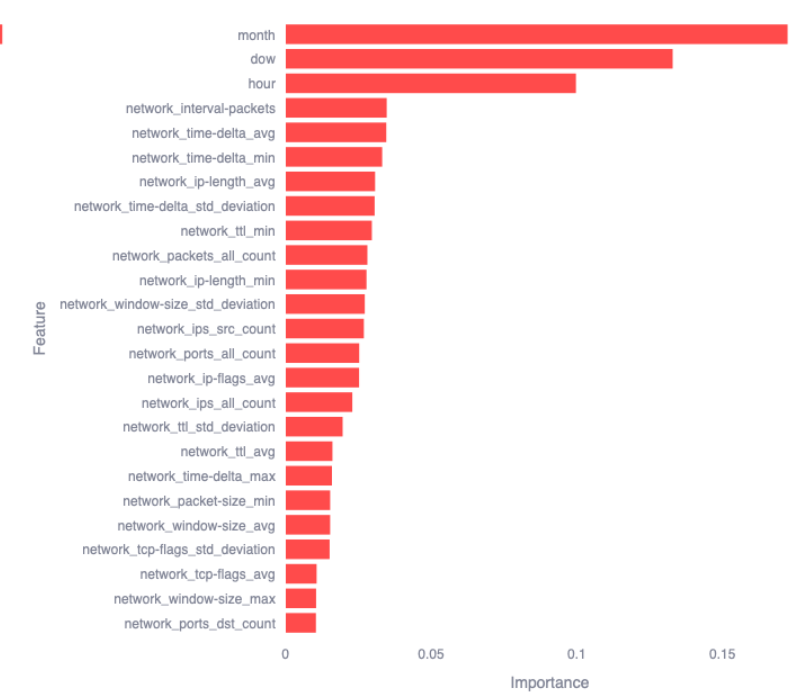 month
dow
hour
network_interval-packets
network_time-delta_avg
network_time-delta_min
network_ip-length_avg
network_time-delta_std_deviation
network_ttl_min
network_packets_all_count
network_ip-length_min
network_window-size_std_deviation
network_ips_src_count
network_ports_all_count
network_ip-flags_avg
network_ips_all_count
network_ttl_std_deviation
network_ttl_avg
network_time-delta_max
network_packet-size_min
network_window-size_avg
network_tcp-flags_std_deviation
network_tcp-flags_avg
network_window-size_max
network_ports_dst_count
Feature
0 0.05 0.1 0.15
Importance